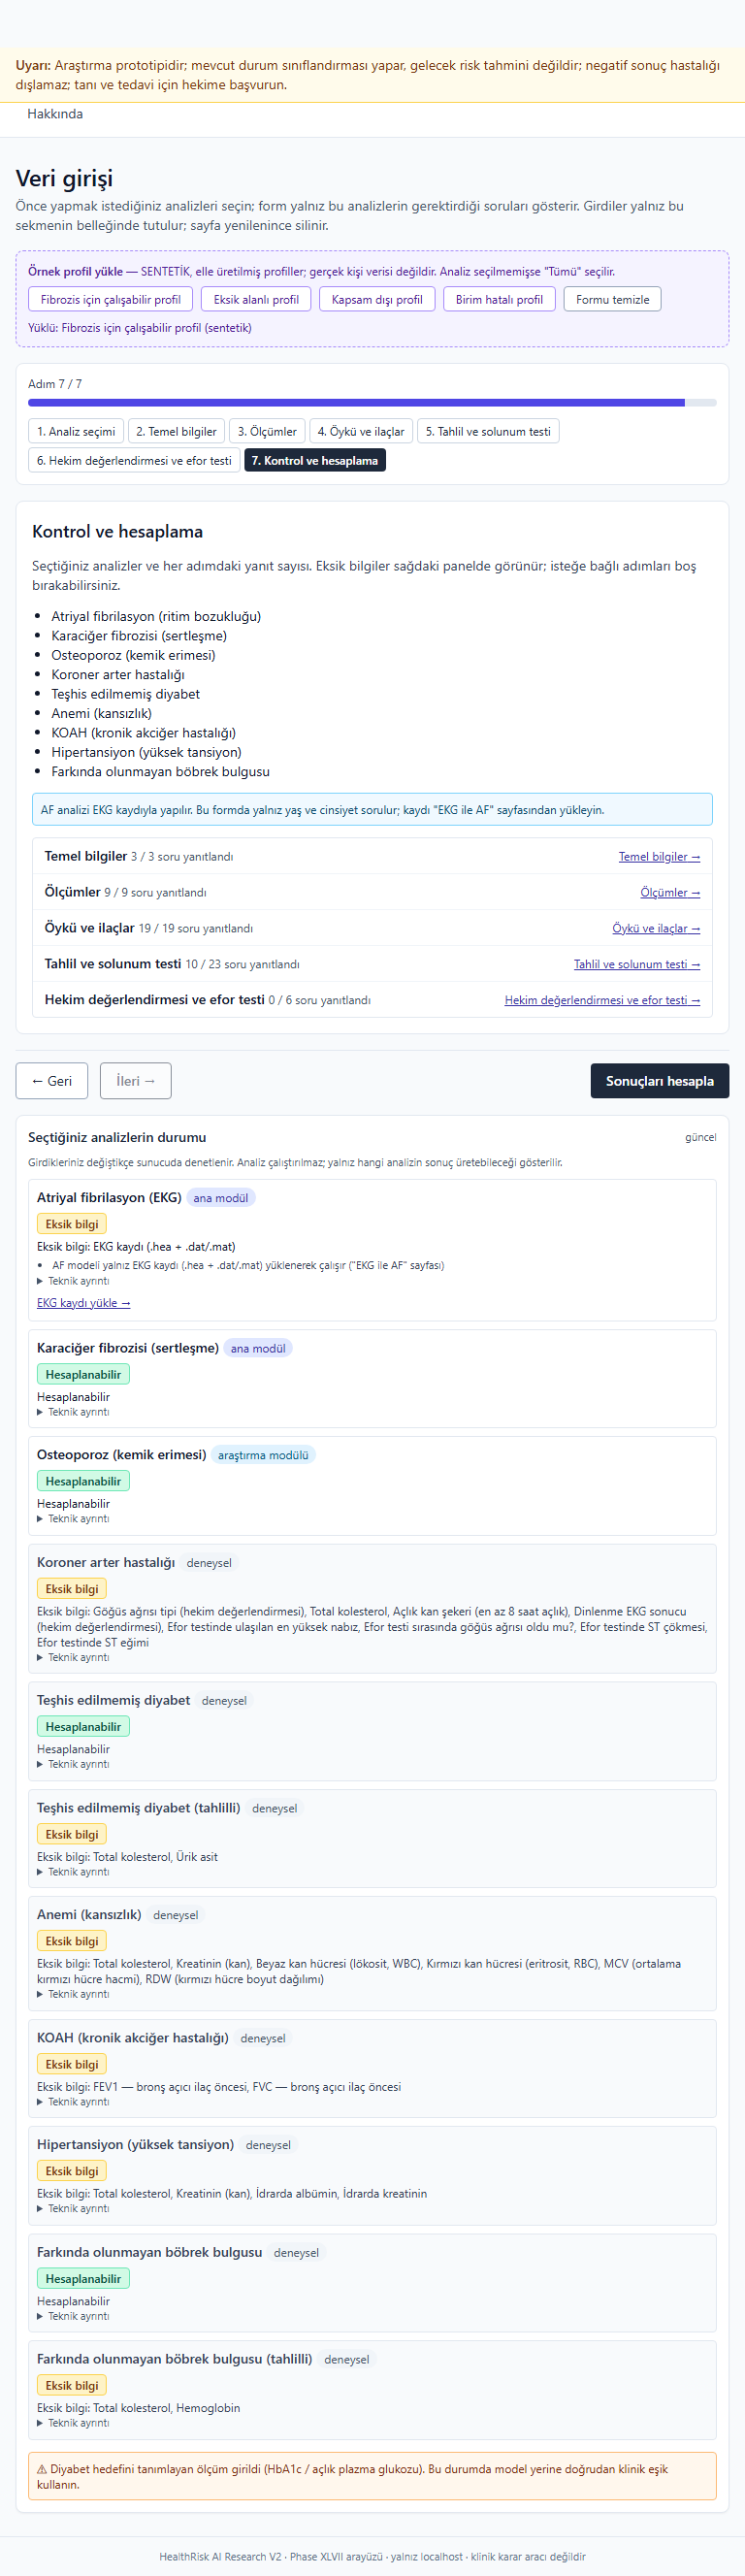 Uyarı: Araştırma prototipidir; mevcut durum sınıflandırması yapar, gelecek risk tahmini değildir; negatif sonuç hastalığı
dışlamaz; tanı ve tedavi için hekime başvurun.
Hakkında
Veri girişi
Önce yapmak istediğiniz analizleri seçin; form yalnız bu analizlerin gerektirdiği soruları gösterir. Girdiler yalnız bu
sekmenin belleğinde tutulur; sayfa yenilenince silinir.
Örnek profil yükle — SENTETİK, elle üretilmiş profiller; gerçek kişi verisi değildir. Analiz seçilmemişse "Tümü" seçilir.
Fibrozis için çalışabilir profil
Eksik alanlı profil
Kapsam dışı profil
Birim hatalı profil
Formu temizle
Yüklü: Fibrozis için çalışabilir profil (sentetik)
Adım 7 / 7
1. Analiz seçimi
2. Temel bilgiler
3. Ölçümler
4. Öykü ve ilaçlar
5. Tahlil ve solunum testi
6. Hekim değerlendirmesi ve efor testi
7. Kontrol ve hesaplama
Kontrol ve hesaplama
Seçtiğiniz analizler ve her adımdaki yanıt sayısı. Eksik bilgiler sağdaki panelde görünür; isteğe bağlı adımları boş
bırakabilirsiniz.
• Atriyal fibrilasyon (ritim bozukluğu)
• Karaciğer fibrozisi (sertleşme)
• Osteoporoz (kemik erimesi)
• Koroner arter hastalığı
• Teşhis edilmemiş diyabet
• Anemi (kansızlık)
• KOAH (kronik akciğer hastalığı)
• Hipertansiyon (yüksek tansiyon)
• Farkında olunmayan böbrek bulgusu
AF analizi EKG kaydıyla yapılır. Bu formda yalnız yaş ve cinsiyet sorulur; kaydı "EKG ile AF" sayfasından yükleyin.
Temel bilgiler 3 / 3 soru yanıtlandı Temel bilgiler →
Ölçümler 9 / 9 soru yanıtlandı Ölçümler →
Öykü ve ilaçlar 19 / 19 soru yanıtlandı Öykü ve ilaçlar →
Tahlil ve solunum testi 10 / 23 soru yanıtlandı Tahlil ve solunum testi →
Hekim değerlendirmesi ve efor testi 0 / 6 soru yanıtlandı Hekim değerlendirmesi ve efor testi →
← Geri
İleri →
Sonuçları hesapla
Seçtiğiniz analizlerin durumu güncel
Girdikleriniz değiştikçe sunucuda denetlenir. Analiz çalıştırılmaz; yalnız hangi analizin sonuç üretebileceği gösterilir.
Atriyal fibrilasyon (EKG) ana modül
Eksik bilgi
Eksik bilgi: EKG kaydı (.hea + .dat/.mat)
• AF modeli yalnız EKG kaydı (.hea + .dat/.mat) yüklenerek çalışır ("EKG ile AF" sayfası)
▶ Teknik ayrıntı
EKG kaydı yükle →
Karaciğer fibrozisi (sertleşme) ana modül
Hesaplanabilir
Hesaplanabilir
▶ Teknik ayrıntı
Osteoporoz (kemik erimesi) araştırma modülü
Hesaplanabilir
Hesaplanabilir
▶ Teknik ayrıntı
Koroner arter hastalığı deneysel
Eksik bilgi
Eksik bilgi: Göğüs ağrısı tipi (hekim değerlendirmesi), Total kolesterol, Açlık kan şekeri (en az 8 saat açlık), Dinlenme EKG sonucu
(hekim değerlendirmesi), Efor testinde ulaşılan en yüksek nabız, Efor testi sırasında göğüs ağrısı oldu mu?, Efor testinde ST çökmesi,
Efor testinde ST eğimi
▶ Teknik ayrıntı
Teşhis edilmemiş diyabet deneysel
Hesaplanabilir
Hesaplanabilir
▶ Teknik ayrıntı
Teşhis edilmemiş diyabet (tahlilli) deneysel
Eksik bilgi
Eksik bilgi: Total kolesterol, Ürik asit
▶ Teknik ayrıntı
Anemi (kansızlık) deneysel
Eksik bilgi
Eksik bilgi: Total kolesterol, Kreatinin (kan), Beyaz kan hücresi (lökosit, WBC), Kırmızı kan hücresi (eritrosit, RBC), MCV (ortalama
kırmızı hücre hacmi), RDW (kırmızı hücre boyut dağılımı)
▶ Teknik ayrıntı
KOAH (kronik akciğer hastalığı) deneysel
Eksik bilgi
Eksik bilgi: FEV1 — bronş açıcı ilaç öncesi, FVC — bronş açıcı ilaç öncesi
▶ Teknik ayrıntı
Hipertansiyon (yüksek tansiyon) deneysel
Eksik bilgi
Eksik bilgi: Total kolesterol, Kreatinin (kan), İdrarda albümin, İdrarda kreatinin
▶ Teknik ayrıntı
Farkında olunmayan böbrek bulgusu deneysel
Hesaplanabilir
Hesaplanabilir
▶ Teknik ayrıntı
Farkında olunmayan böbrek bulgusu (tahlilli) deneysel
Eksik bilgi
Eksik bilgi: Total kolesterol, Hemoglobin
▶ Teknik ayrıntı
⚠ Diyabet hedefini tanımlayan ölçüm girildi (HbA1c / açlık plazma glukozu). Bu durumda model yerine doğrudan klinik eşik
kullanın.
HealthRisk AI Research V2 · Phase XLVII arayüzü · yalnız localhost · klinik karar aracı değildir